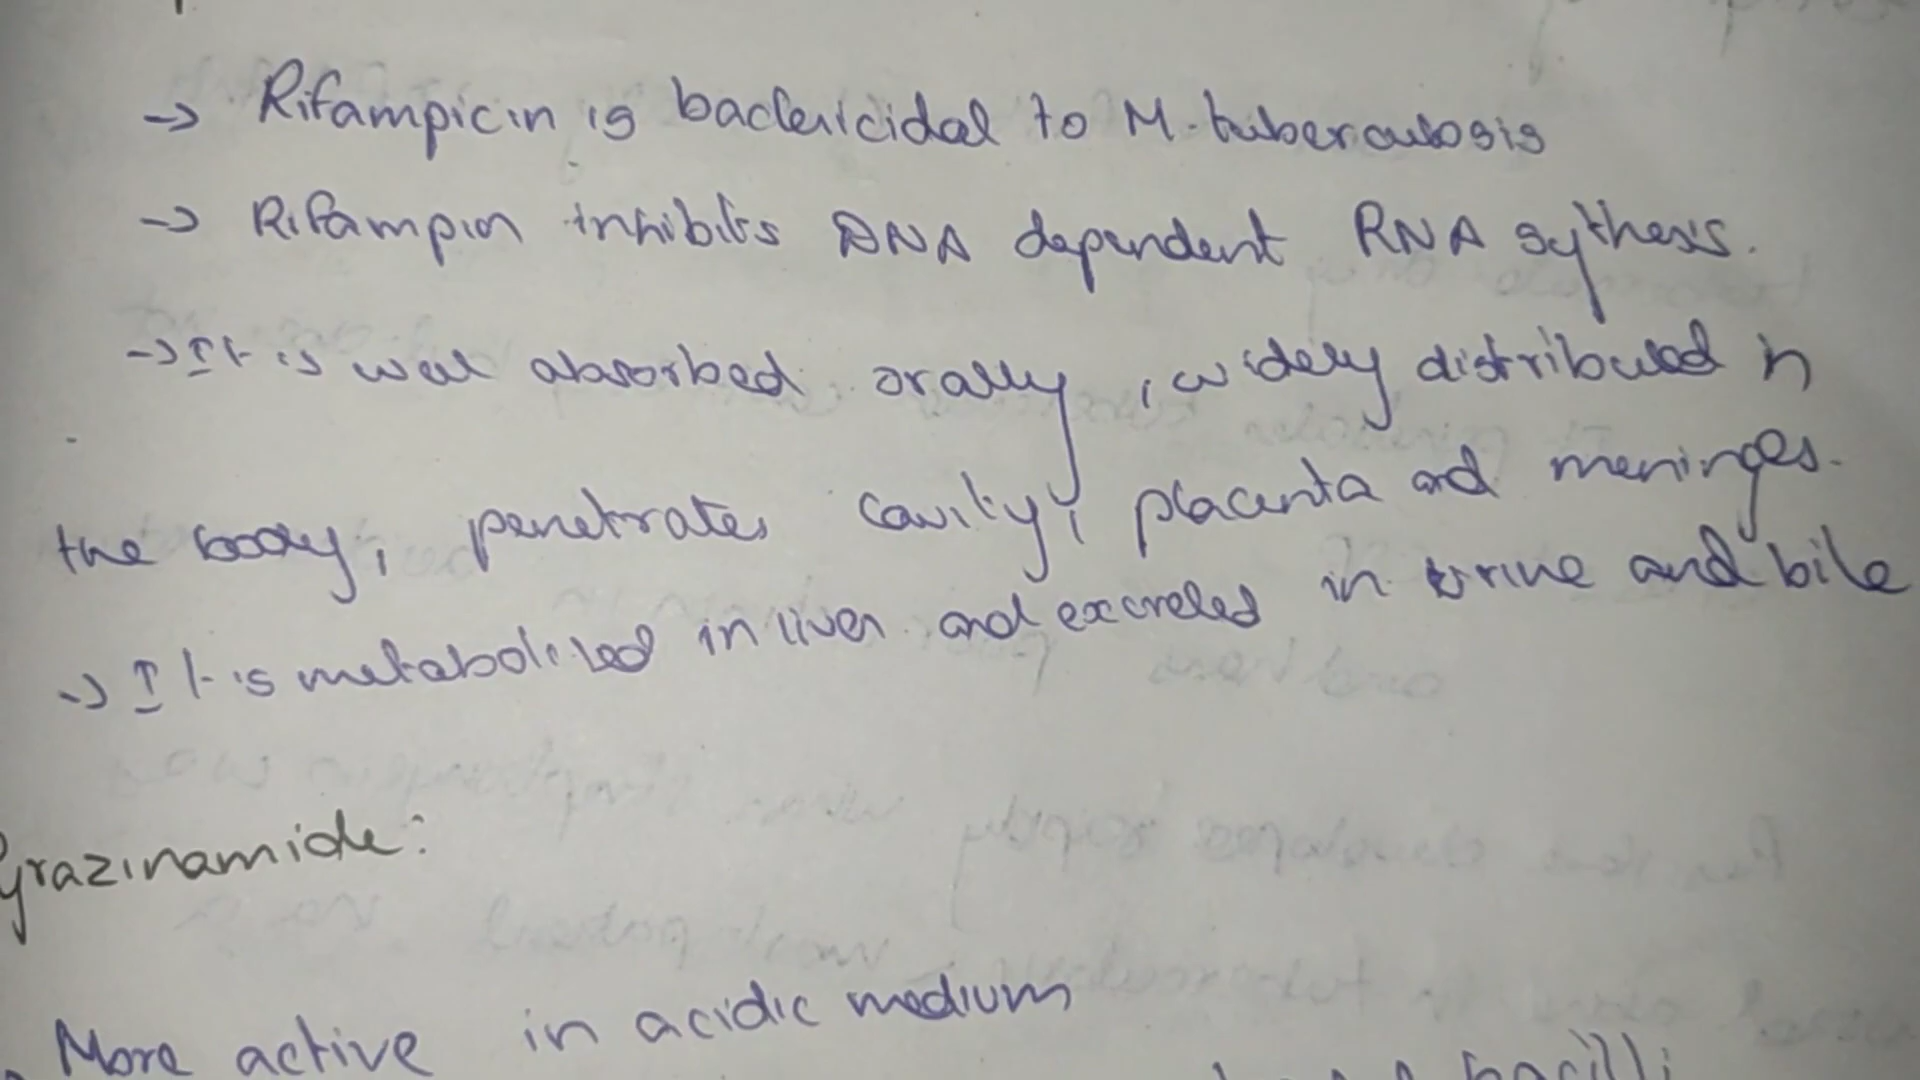 → Rifampicin is bactericidal to M. tuberculosis
→ Rifampin inhibits DNA dependent RNA sythesis.
→ It is well absorbed orally, widely distributed in
the body, penetrates cavity, placenta and meninges.
→ It is metabolized in liver and excreted in urine and bile
Pyrazinamide:
More active in acidic medium
bacilli